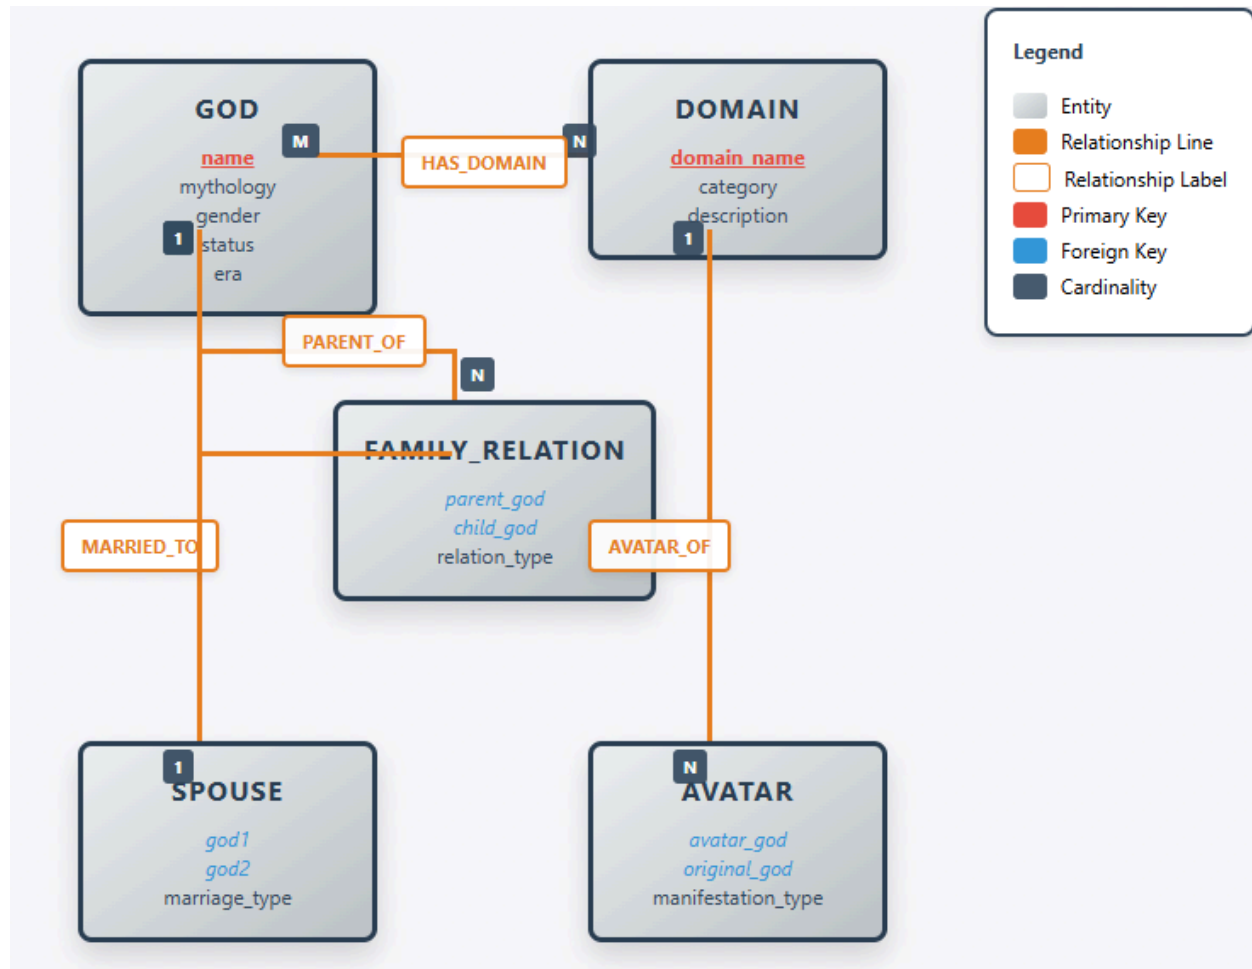 GOD
name
mythology
gender
status
era
M
HAS_DOMAIN
N
DOMAIN
domain_name
category
description
1
1
PARENT_OF
N
FAMILY_RELATION
parent_god
child_god
relation_type
MARRIED_TO
AVATAR_OF
1
SPOUSE
god1
god2
marriage_type
N
AVATAR
avatar_god
original_god
manifestation_type
Legend
Entity
Relationship Line
Relationship Label
Primary Key
Foreign Key
Cardinality